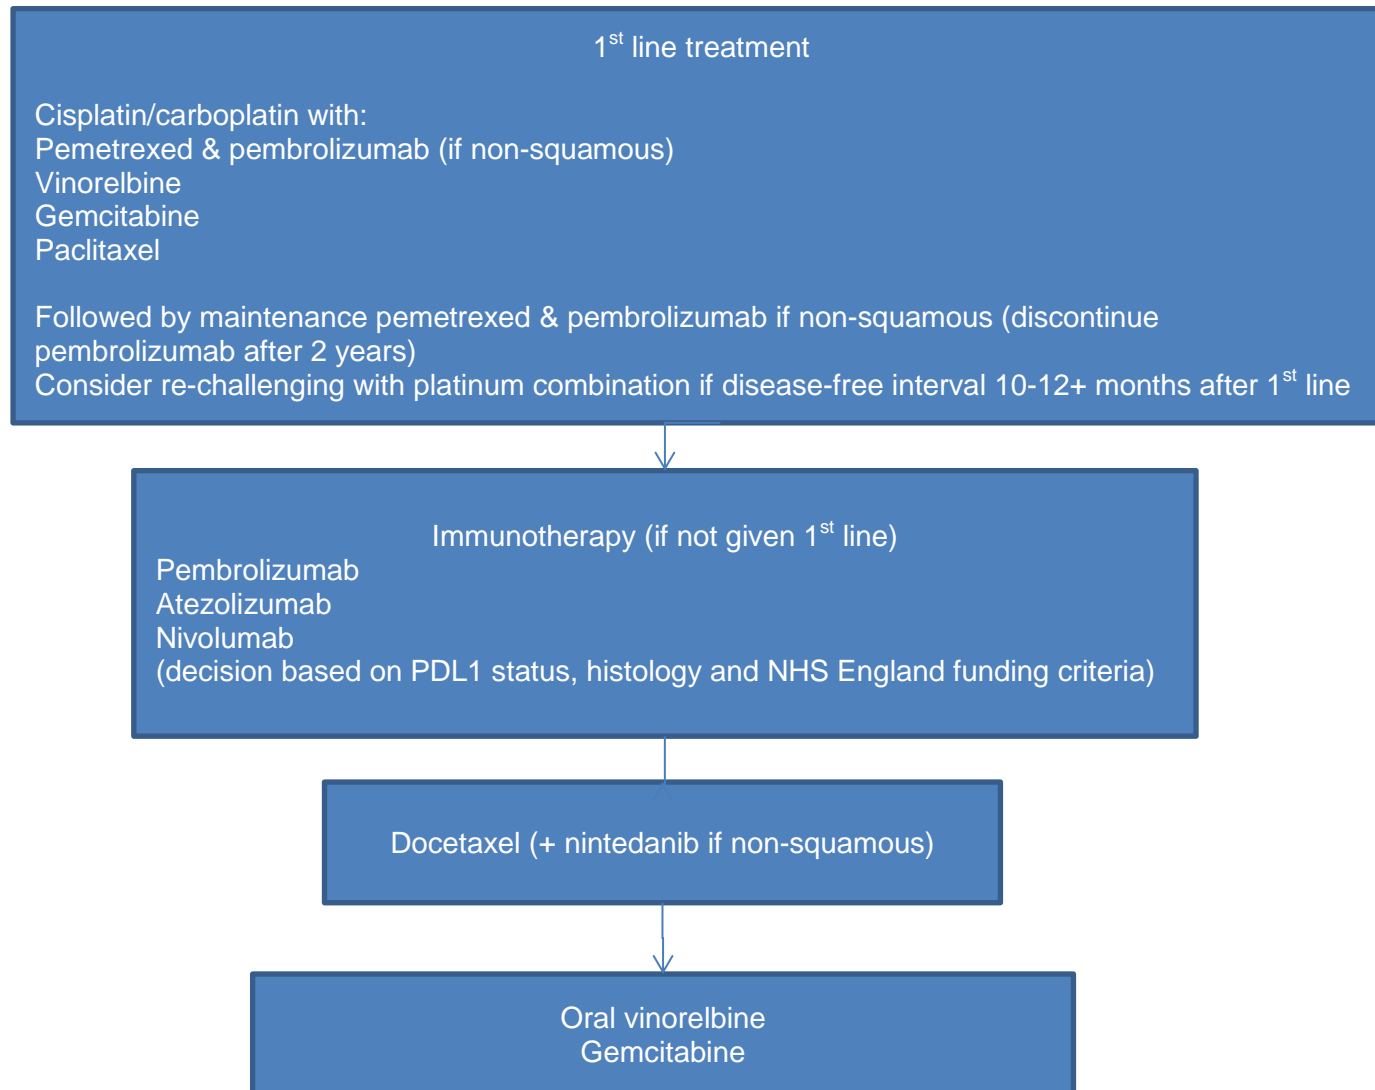 1st line treatment
Cisplatin/carboplatin with:
Pemetrexed & pembrolizumab (if non-squamous)
Vinorelbine
Gemcitabine
Paclitaxel
Followed by maintenance pemetrexed & pembrolizumab if non-squamous (discontinue
pembrolizumab after 2 years)
Consider re-challenging with platinum combination if disease-free interval 10-12+ months after 1st line
Immunotherapy (if not given 1st line)
Pembrolizumab
Atezolizumab
Nivolumab
(decision based on PDL1 status, histology and NHS England funding criteria)
Docetaxel (+ nintedanib if non-squamous)
Oral vinorelbine
Gemcitabine